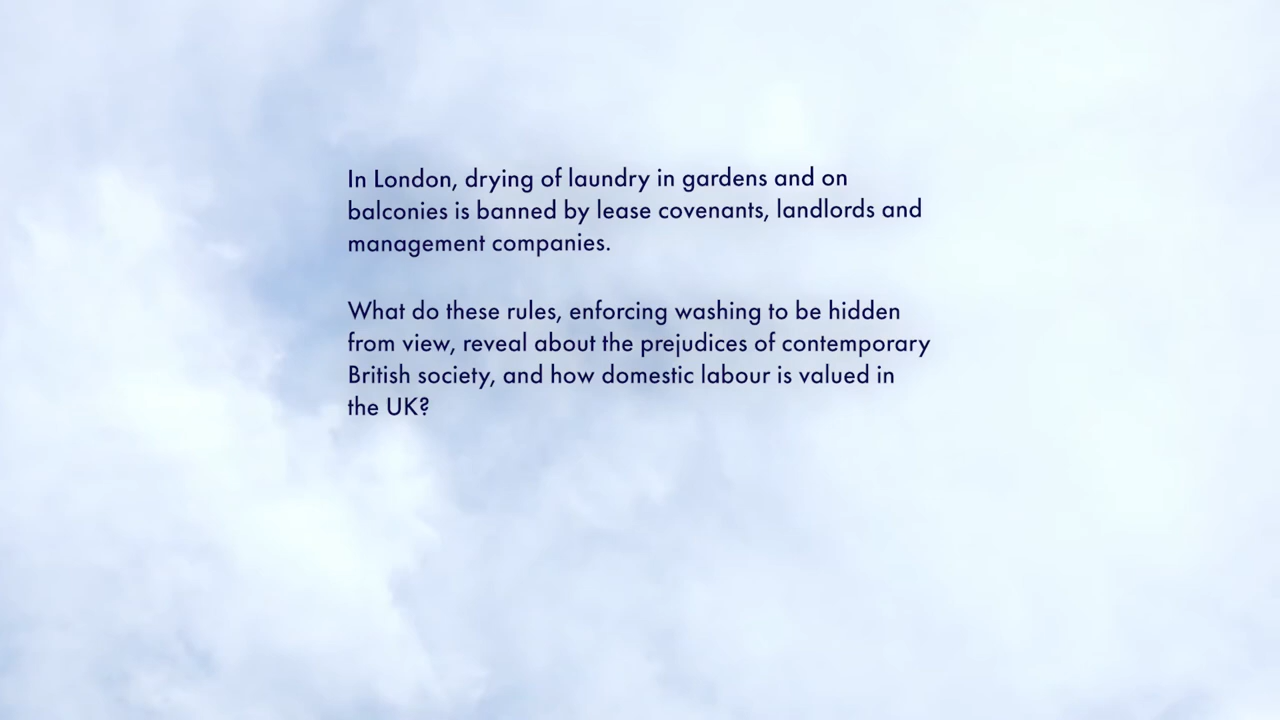 In London, drying of laundry in gardens and on
balconies is banned by lease covenants, landlords and
management companies.
What do these rules, enforcing washing to be hidden
from view, reveal about the prejudices of contemporary
British society, and how domestic labour is valued in
the UK?